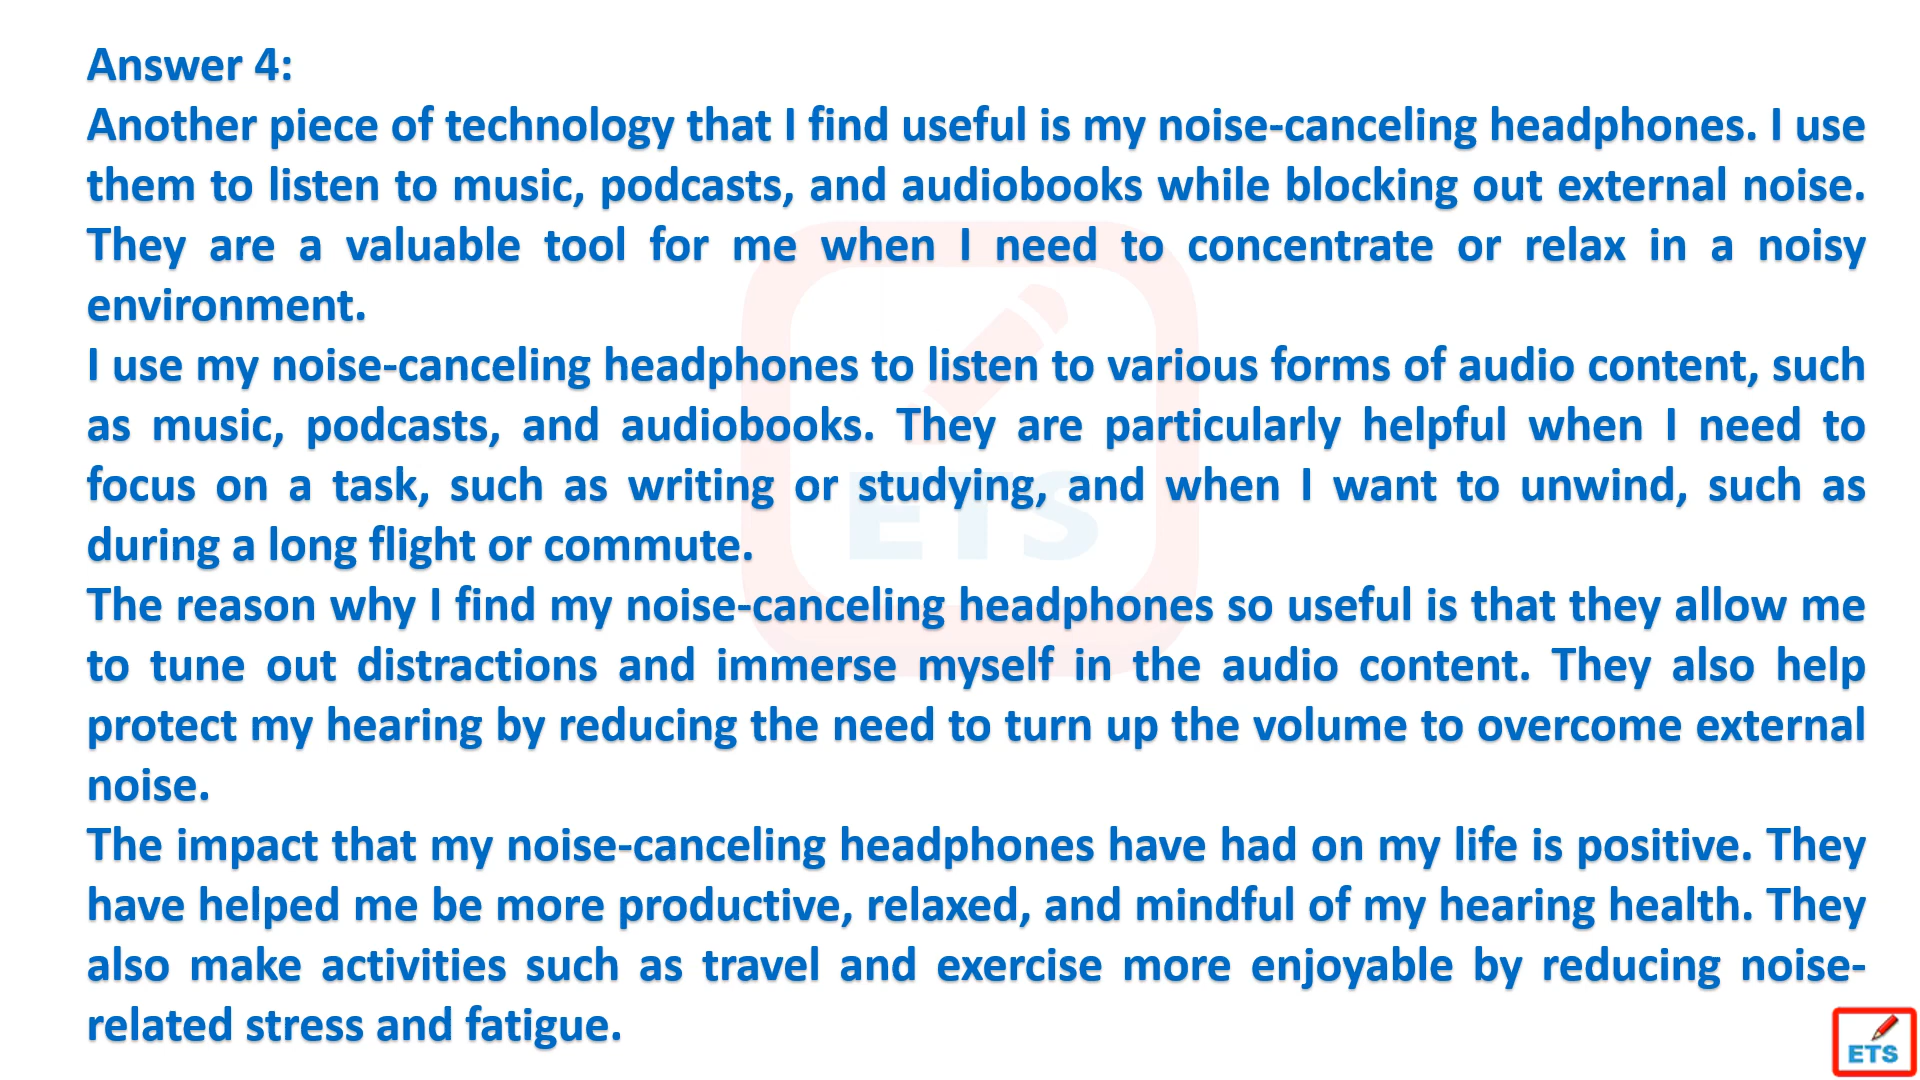 Answer 4:
Another piece of technology that I find useful is my noise-canceling headphones. I use
them to listen to music, podcasts, and audiobooks while blocking out external noise.
They are a valuable tool for me when I need to concentrate or relax in a noisy
environment.
I use my noise-canceling headphones to listen to various forms of audio content, such
as music, podcasts, and audiobooks. They are particularly helpful when I need to
focus on a task, such as writing or studying, and when I want to unwind, such as
during a long flight or commute.
The reason why I find my noise-canceling headphones so useful is that they allow me
to tune out distractions and immerse myself in the audio content. They also help
protect my hearing by reducing the need to turn up the volume to overcome external
noise.
The impact that my noise-canceling headphones have had on my life is positive. They
have helped me be more productive, relaxed, and mindful of my hearing health. They
also make activities such as travel and exercise more enjoyable by reducing noise-
related stress and fatigue.
ETS
ETS